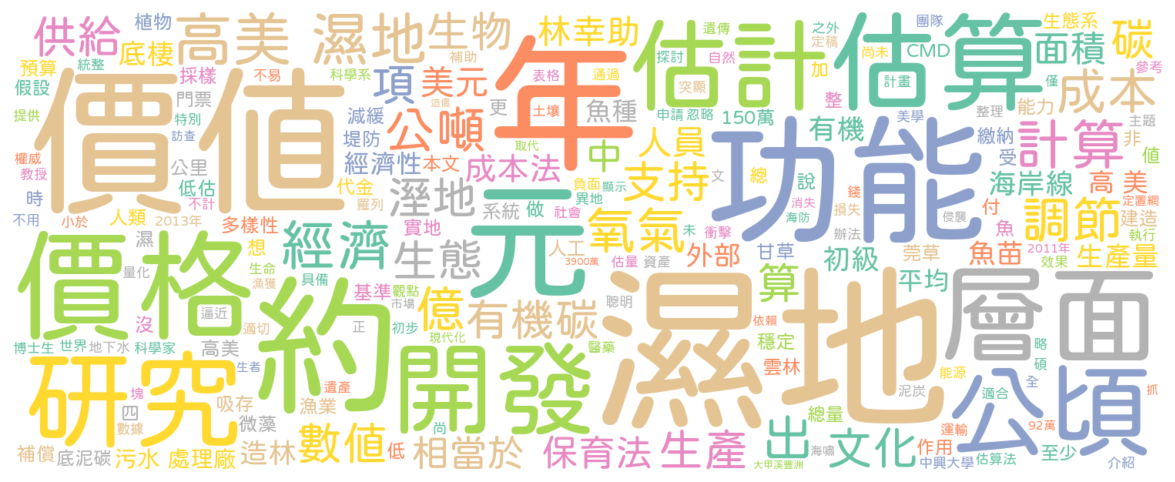 供給
植物
底棲
高美
濕地
生物
補助
林幸助
遺傳
探討
估計
之外
定稿
尚未
估算
團隊
CMD
生態系
面積
碳
參考
預算
統整
採樣
不易
科學系
表格
通過
自然
加
計畫
僅
假設
門票
特別
訪查
項
美元
更
魚種
突顯
整
美學
整理
能力
成本
主題
提供
價值
減緩
堤防
造價
公噸
土壤
年
申請
忽略
150萬
有機
繳納
非
值
權威
教授
公里
低估
不計
經濟性
本文
成本法
取代
中
人員
支持
文
總
說
錢
受
計算
時
代金
羅列
溼地
負面
顯示
異地
損失
消失
海防
功能
海岸線
付
高美
定置網
建造
不用
小於
人類
2013年
多樣性
實地
系統
做
社會
氧氣
未
衝擊
辦法
侵襲
魚
調節
執行
濕
想
經濟
元
人工
3900萬
估量
資產
外部
甘草
初級
莞草
魚苗
2011年
效果
生產量
價格
量化
生命
漁獲
具備
基準
觀點
市場
生態
聰明
算
平均
沒
逼近
適切
正
初步
億
現代化
有機碳
依賴
穩定
層面
博士生
世界
地下水
科學家
高美
約
醫藥
濕地
雲林
略
碩
研究
生者
遺產
開發
泥炭
能源
適合
全
公頃
抓
塊
四
數據
吸存
微藻
漁業
尚
總量
運輸
92萬
補償
底泥碳
污水
處理廠
造林
數值
低
相當於
保育法
生產
大甲溪豐洲
出
海嘯
文化
作用
中興大學
估算法
至少
介紹